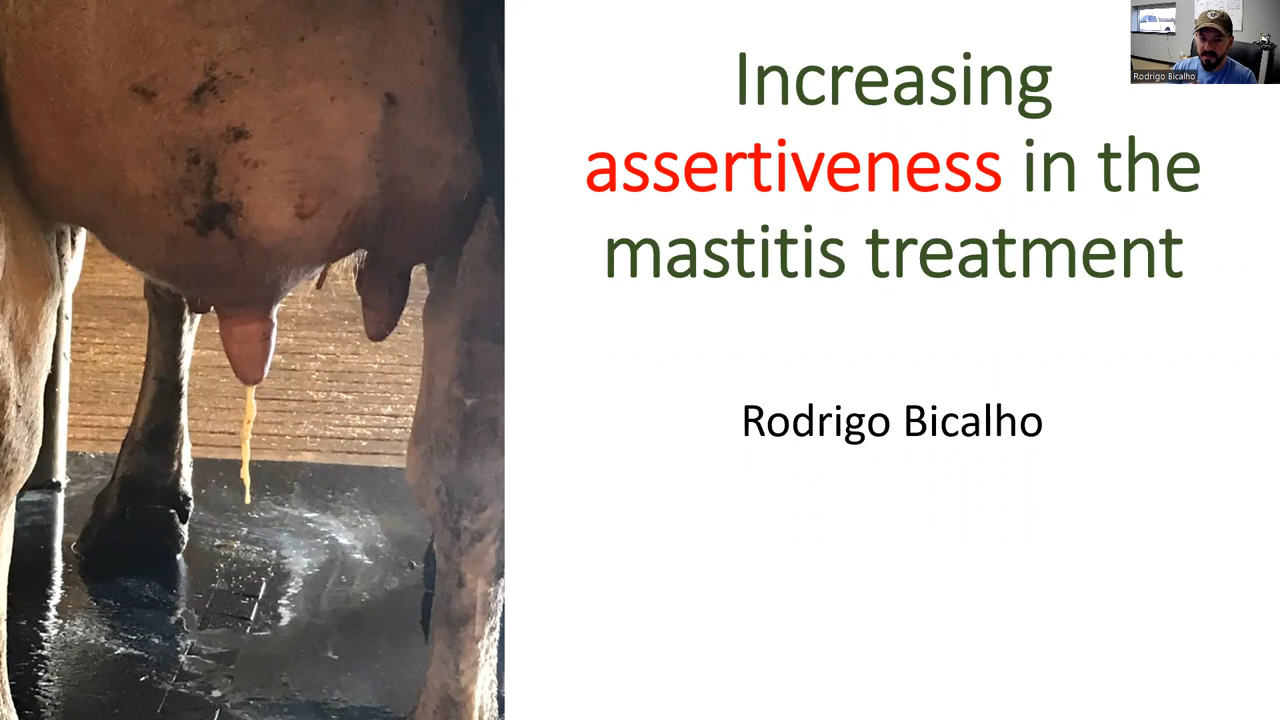 Increasing
assertiveness in the
mastitis treatment
Rodrigo Bicalho
Rodrigo Bicalho